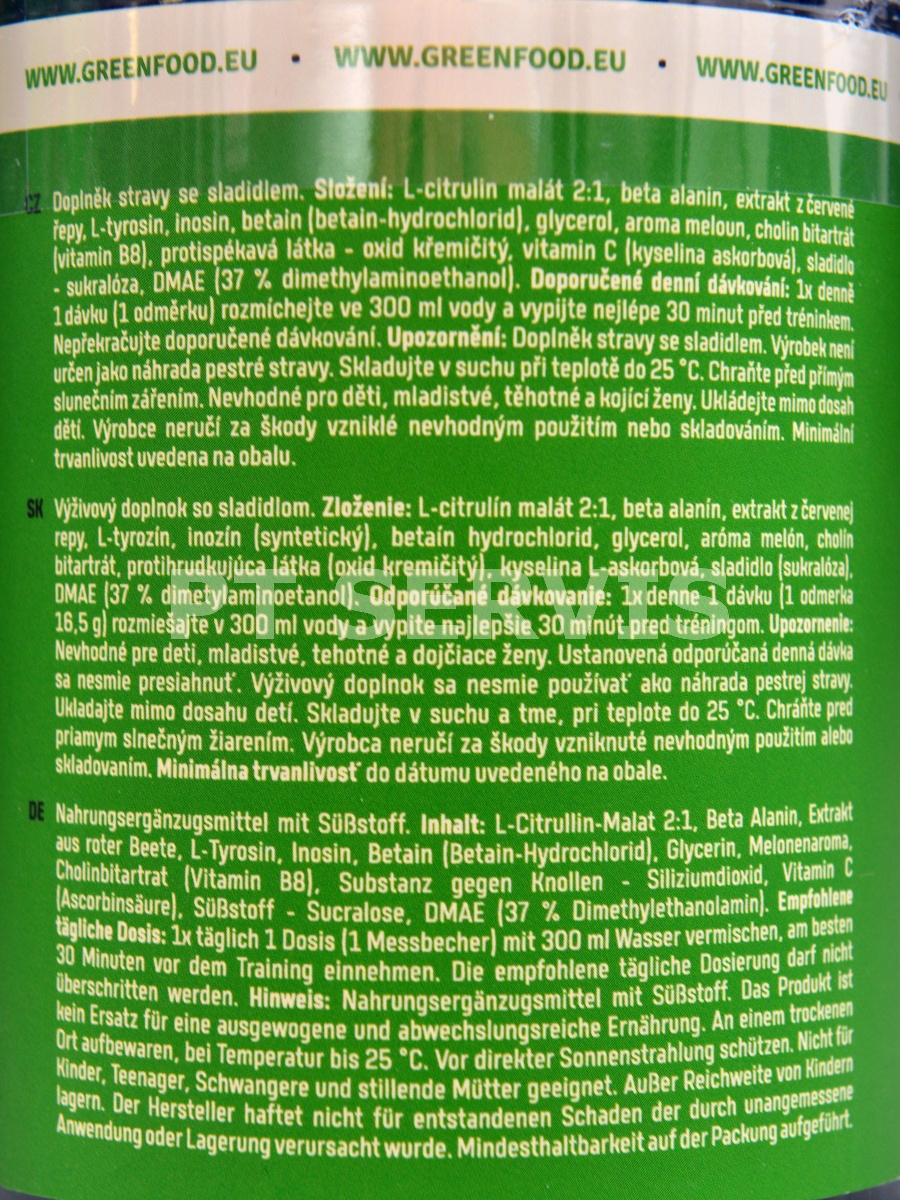 WWW.GREENFOOD.EU • WWW.GREENFOOD.EU • WWW.GREENFOOD.EU
CZ Doplněk stravy se sladidlem. Složení: L-citrulin malát 2:1, beta alanin, extrakt z červené
řepy, L-tyrosin, inosin, betain (betain-hydrochlorid), glycerol, aroma meloun, cholin bitartrát
(vitamin B8), protispékavá látka - oxid křemičitý, vitamin C (kyselina askorbová), sladidlo
- sukralóza, DMAE (37 % dimethylaminoethanol). Doporučené denní dávkování: 1x denně
1 dávku (1 odměrku) rozmíchejte ve 300 ml vody a vypijte nejlépe 30 minut před tréninkem.
Nepřekračujte doporučené dávkování. Upozornění: Doplněk stravy se sladidlem. Výrobek není
určen jako náhrada pestré stravy. Skladujte v suchu při teplotě do 25 °C. Chraňte před přímým
slunečním zářením. Nevhodné pro děti, mladistvé, těhotné a kojící ženy. Ukládejte mimo dosah
dětí. Výrobce neručí za škody vzniklé nevhodným použitím nebo skladováním. Minimální
trvanlivost uvedena na obalu.
SK Výživový doplnok so sladidlom. Zloženie: L-citrulín malát 2:1, beta alanín, extrakt z červenej
repy, L-tyrozín, inozín (syntetický), betaín hydrochlorid, glycerol, aróma melón, cholín
bitartrát, protihrudkujúca látka (oxid kremičitý), kyselina L-askorbová, sladidlo (sukralóza),
DMAE (37 % dimetylaminoetanol). Odporúčané dávkovanie: 1x denne 1 dávku (1 odmerka
16,5 g) rozmiešajte v 300 ml vody a vypite najlepšie 30 minút pred tréningom. Upozornenie:
Nevhodné pre deti, mladistvé, tehotné a dojčiace ženy. Ustanovená odporúčaná denná dávka
sa nesmie presiahnuť. Výživový doplnok sa nesmie používať ako náhrada pestrej stravy.
Ukladajte mimo dosahu detí. Skladujte v suchu a tme, pri teplote do 25 °C. Chráňte pred
priamym slnečným žiarením. Výrobca neručí za škody vzniknuté nevhodným použitím alebo
skladovaním. Minimálna trvanlivosť do dátumu uvedeného na obale.
PT SERVIS
DE Nahrungsergänzugsmittel mit Süßstoff. Inhalt: L-Citrullin-Malat 2:1, Beta Alanin, Extrakt
aus roter Beete, L-Tyrosin, Inosin, Betain (Betain-Hydrochlorid), Glycerin, Melonenaroma,
Cholinbitartrat (Vitamin B8), Substanz gegen Knollen - Siliziumdioxid, Vitamin C
(Ascorbinsäure), Süßstoff - Sucralose, DMAE (37 % Dimethylethanolamin). Empfohlene
tägliche Dosis: 1x täglich 1 Dosis (1 Messbecher) mit 300 ml Wasser vermischen, am besten
30 Minuten vor dem Training einnehmen. Die empfohlene tägliche Dosierung darf nicht
überschritten werden. Hinweis: Nahrungsergänzugsmittel mit Süßstoff. Das Produkt ist
kein Ersatz für eine ausgewogene und abwechslungsreiche Ernährung. An einem trockenen
Ort aufbewaren, bei Temperatur bis 25 °C. Vor direkter Sonnenstrahlung schützen. Nicht für
Kinder, Teenager, Schwangere und stillende Mütter geeignet. Außer Reichweite von Kindern
lagern. Der Hersteller haftet nicht für entstandenen Schaden der durch unangemessene
Anwendung oder Lagerung verursacht wurde. Mindesthaltbarkeit auf der Packung aufgeführt.